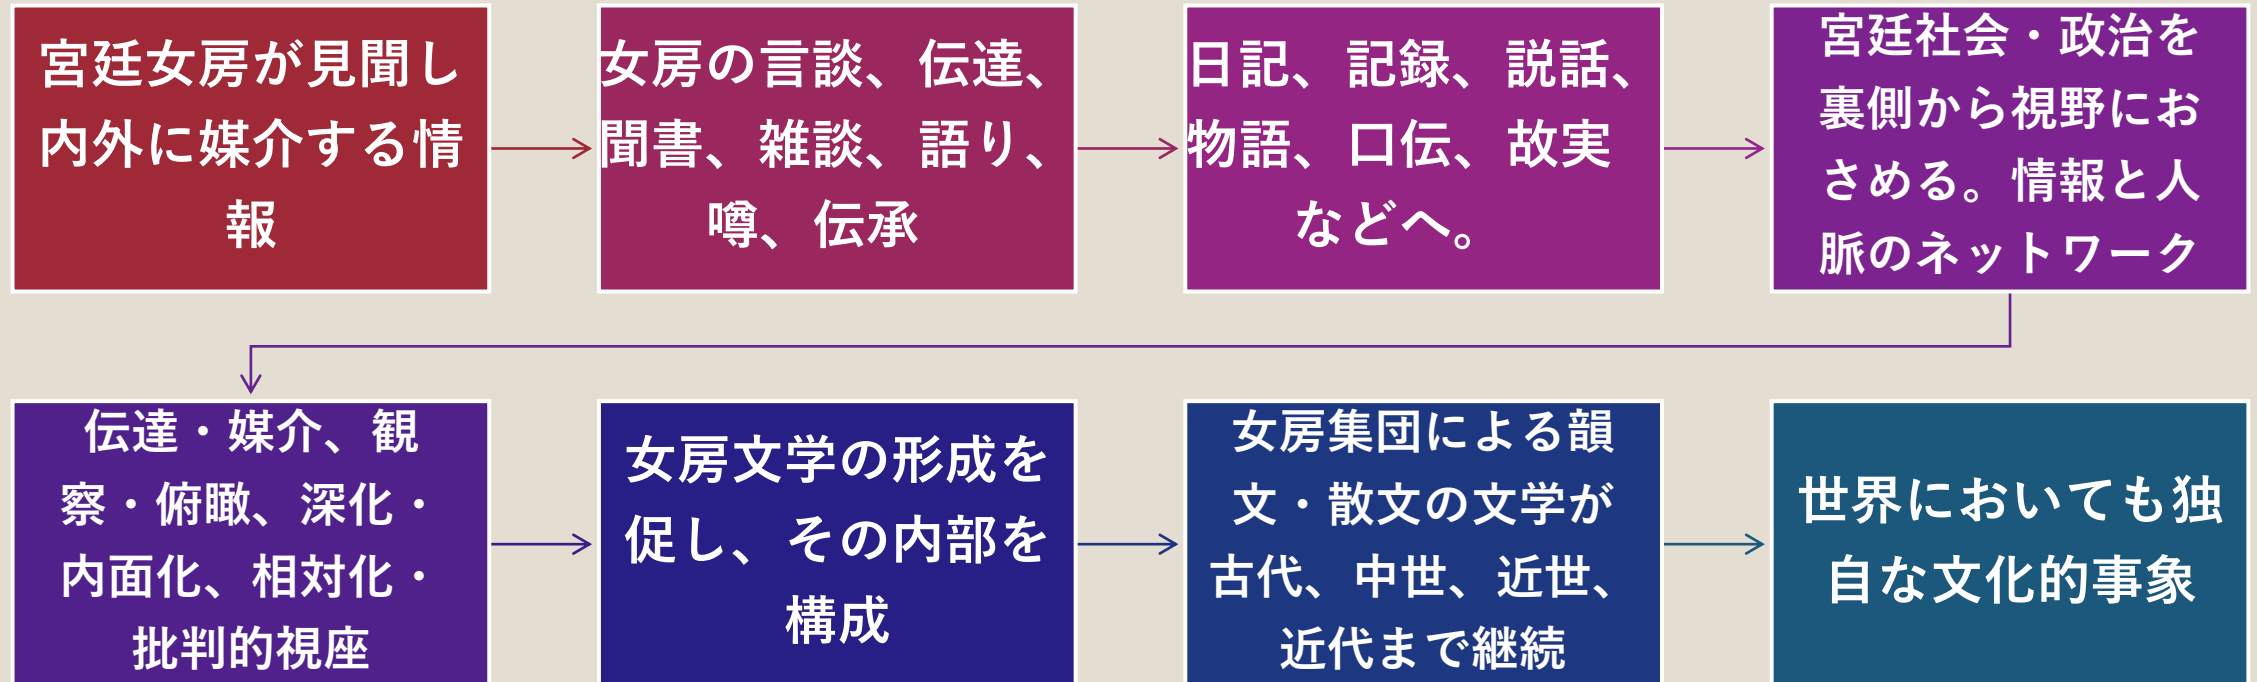 宮廷女房が見聞し
内外に媒介する情
報
女房の言談、伝達、
聞書、雑談、語り、
噂、伝承
日記、記録、説話、
物語、口伝、故実
などへ。
宮廷社会・政治を
裏側から視野にお
さめる。情報と人
脈のネットワーク
伝達・媒介、観
察・俯瞰、深化・
内面化、相対化・
批判的視座
女房文学の形成を
促し、その内部を
構成
女房集団による韻
文・散文の文学が
古代、中世、近世、
近代まで継続
世界においても独
自な文化的事象